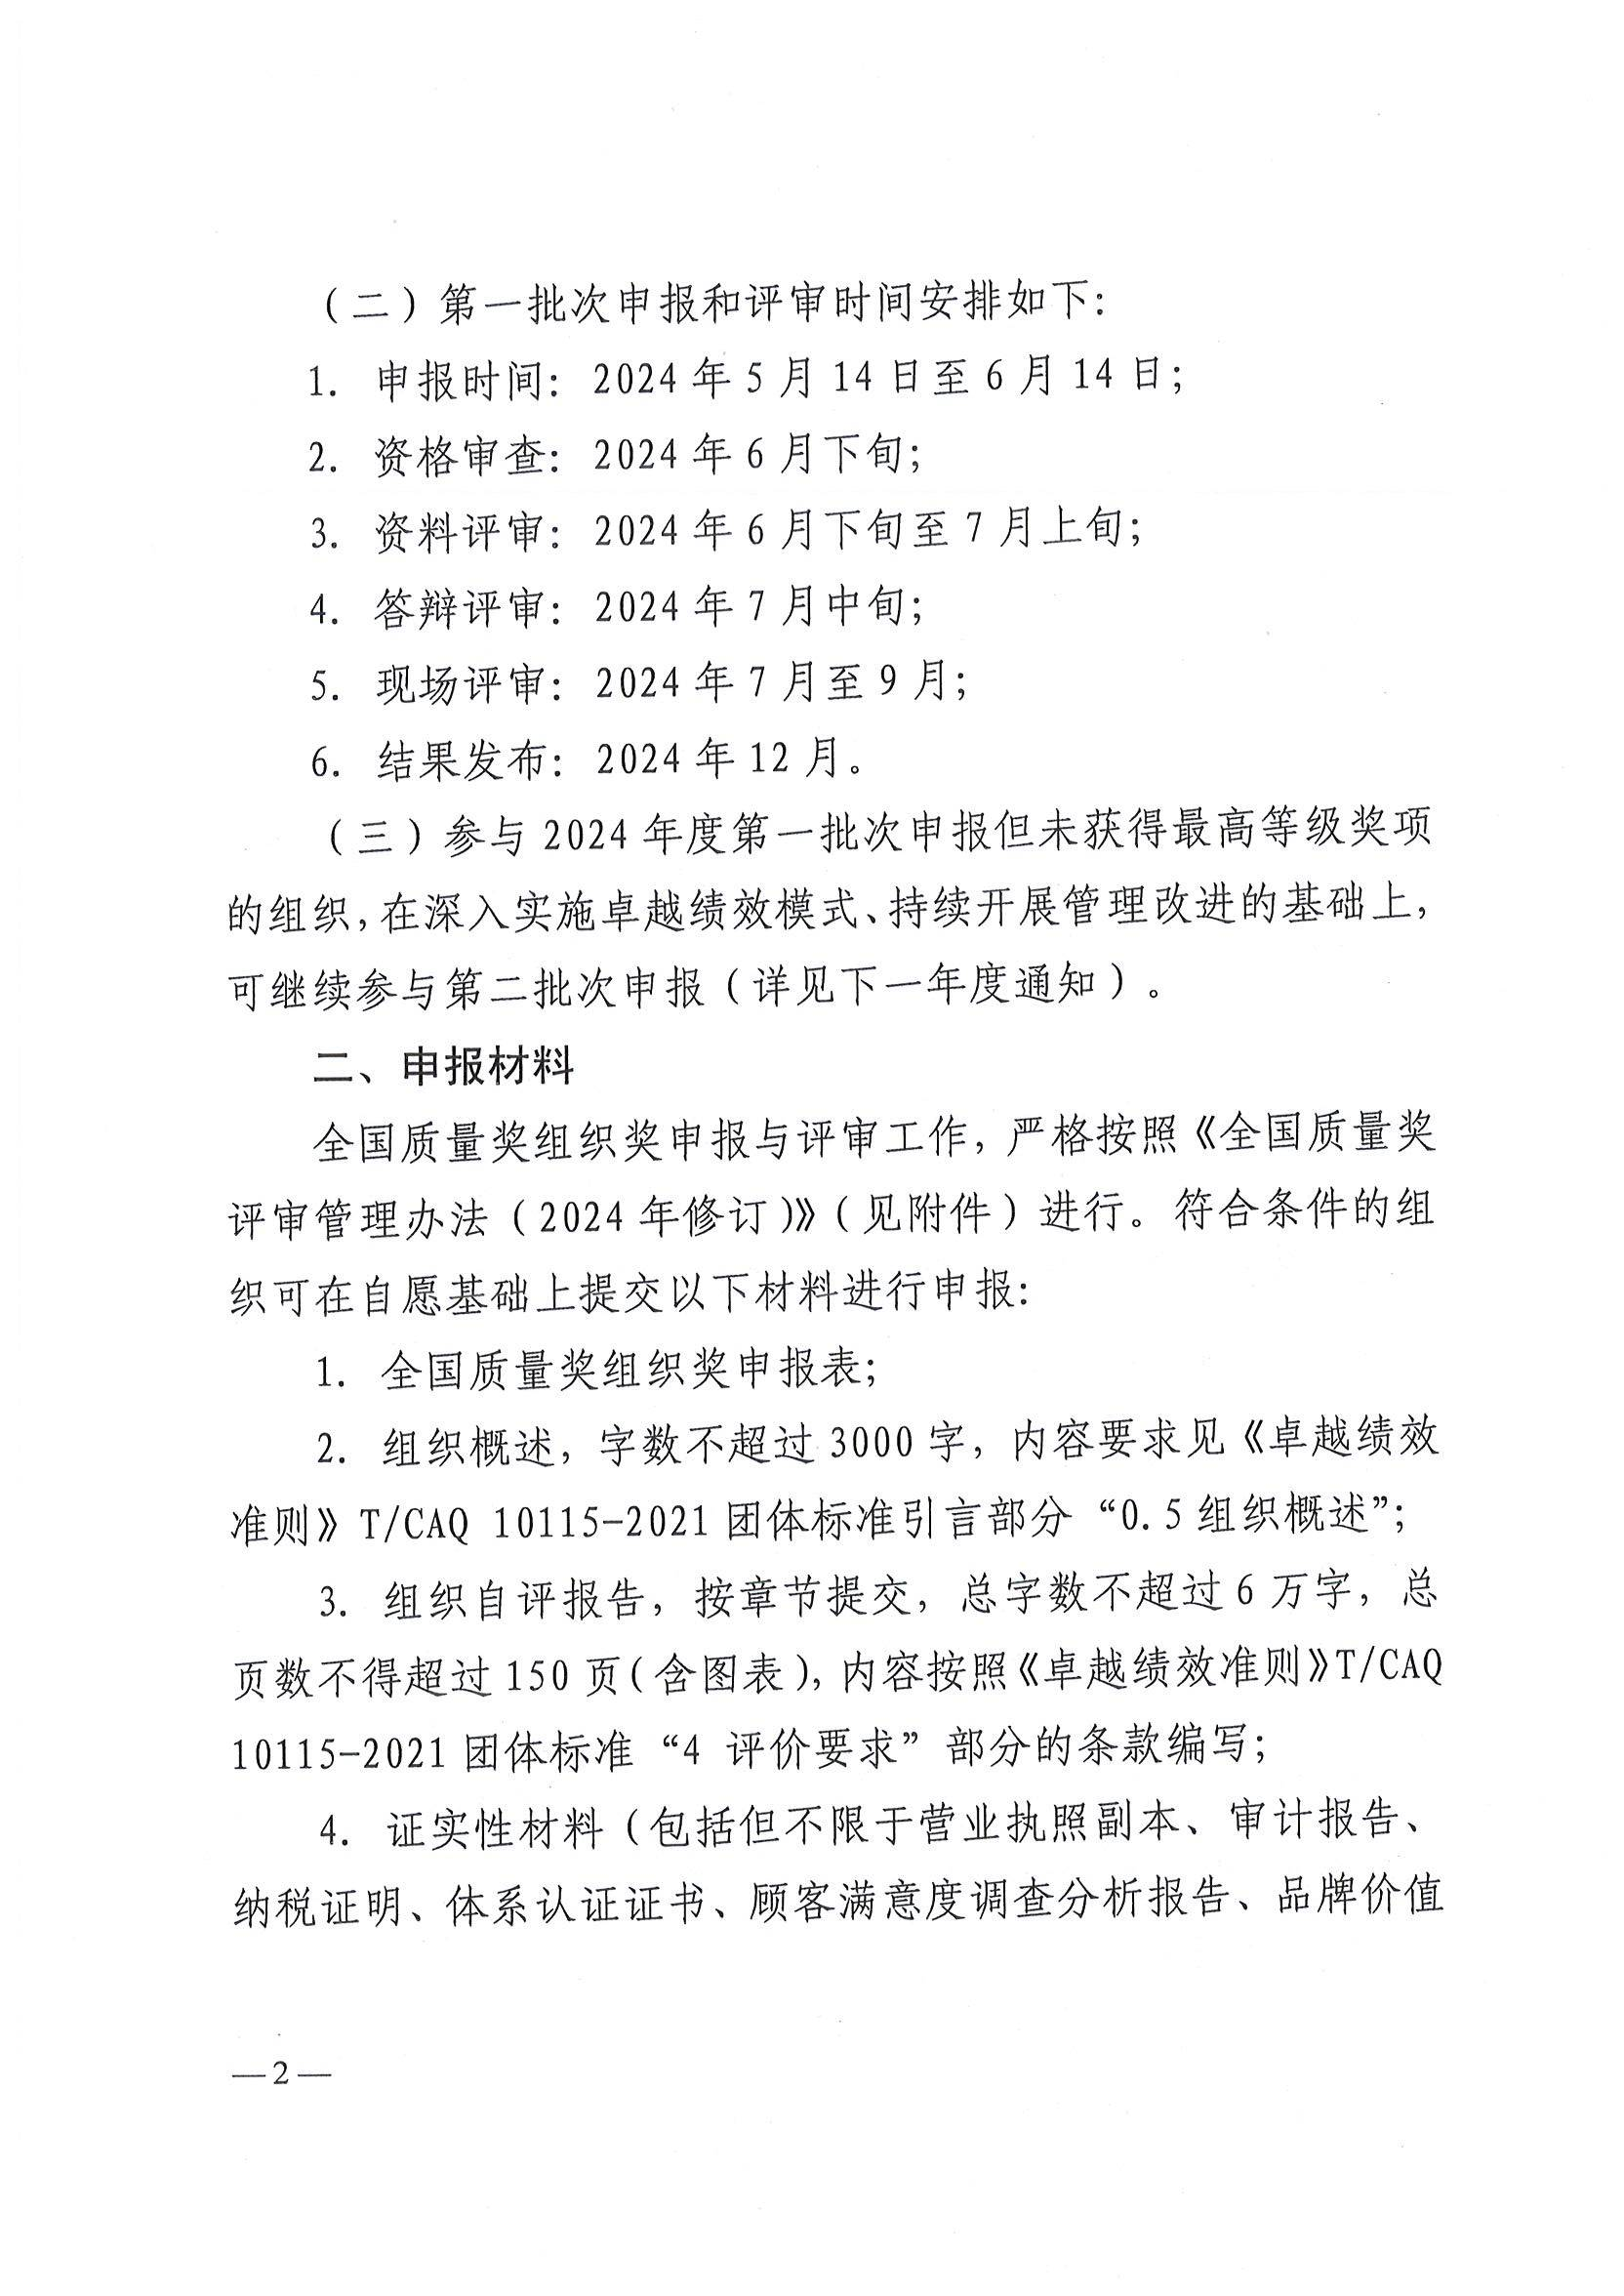 （二）第一批次申报和评审时间安排如下：
1. 申报时间：2024年5月14日至6月14日；
2. 资格审查：2024年6月下旬；
3. 资料评审：2024年6月下旬至7月上旬；
4. 答辩评审：2024年7月中旬；
5. 现场评审：2024年7月至9月；
6. 结果发布：2024年12月。
（三）参与2024年度第一批次申报但未获得最高等级奖项
的组织，在深入实施卓越绩效模式、持续开展管理改进的基础上，
可继续参与第二批次申报（详见下一年度通知）。
二、申报材料
全国质量奖组织奖申报与评审工作，严格按照《全国质量奖
评审管理办法（2024年修订）》（见附件）进行。符合条件的组
织可在自愿基础上提交以下材料进行申报：
1. 全国质量奖组织奖申报表；
2. 组织概述，字数不超过3000字，内容要求见《卓越绩效
准则》T/CAQ 10115-2021团体标准引言部分“0.5组织概述”；
3. 组织自评报告，按章节提交，总字数不超过6万字，总
页数不得超过150页（含图表），内容按照《卓越绩效准则》T/CAQ
10115-2021团体标准“4 评价要求”部分的条款编写；
4. 证实性材料（包括但不限于营业执照副本、审计报告、
纳税证明、体系认证证书、顾客满意度调查分析报告、品牌价值
—2—